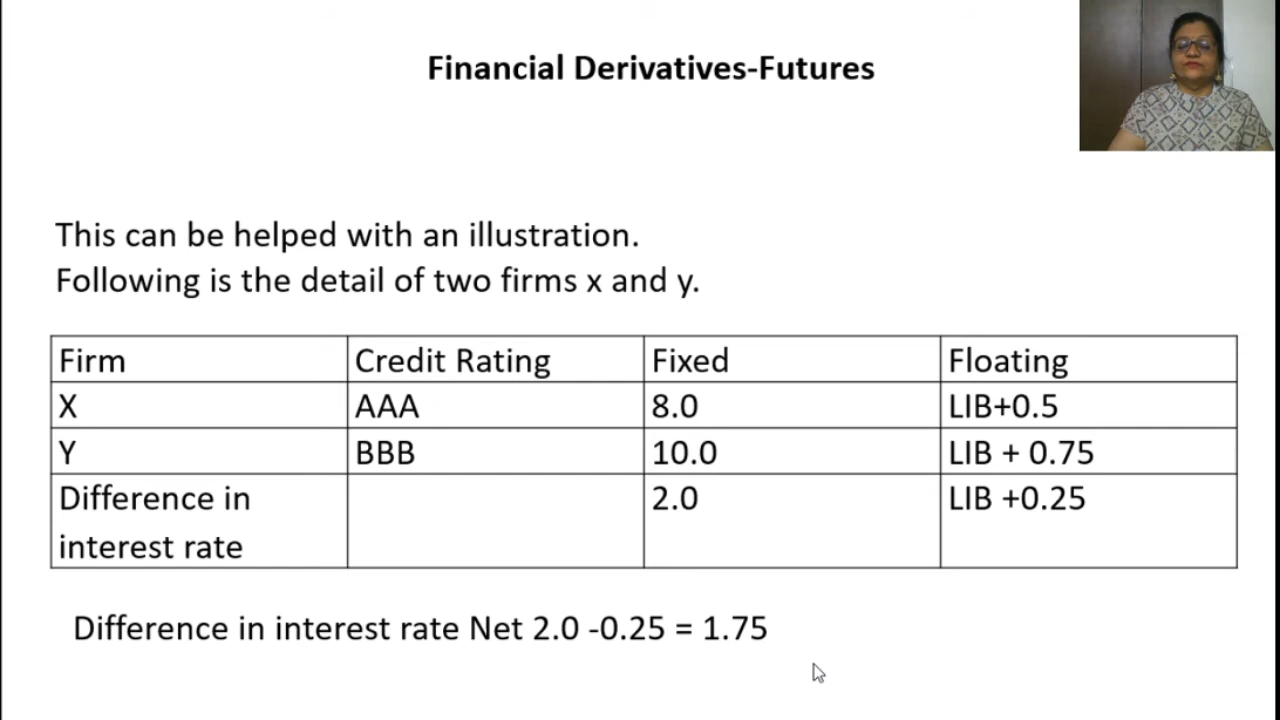 Financial Derivatives-Futures
This can be helped with an illustration.
Following is the detail of two firms x and y.
Firm Credit Rating Fixed Floating
X AAA 8.0 LIB+0.5
Y BBB 10.0 LIB + 0.75
Difference in 2.0 LIB +0.25
interest rate
Difference in interest rate Net 2.0 -0.25 = 1.75